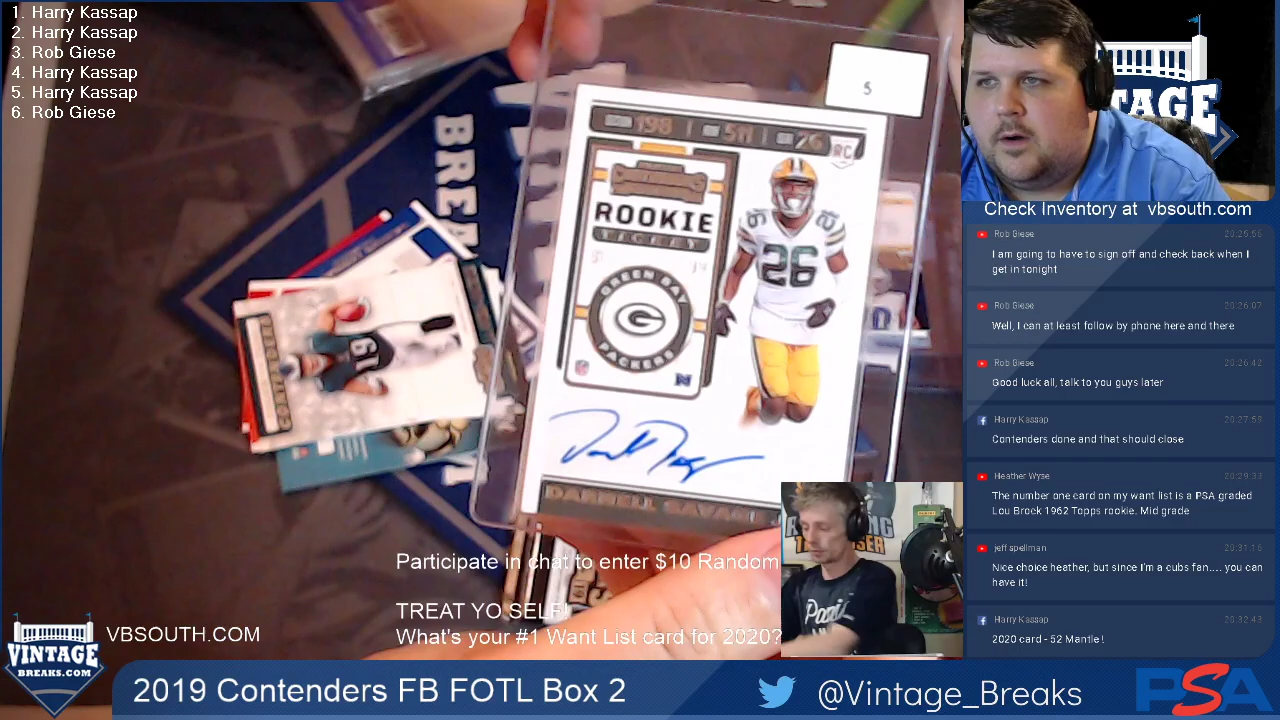 1. Harry Kassap
2. Harry Kassap
3. Rob Giese
4. Harry Kassap
5. Harry Kassap
6. Rob Giese
BREA
5
198 | 511 | 26
RC
ROOKIE
TICKET
GREEN BAY
PACKERS
26
DARNELL SAVAGE
TAGE
Check Inventory at vbsouth.com
Rob Giese 20:25:56
I am going to have to sign off and check back when I
get in tonight
Rob Giese 20:26:07
Well, I can at least follow by phone here and there
Rob Giese 20:26:42
Good luck all, talk to you guys later
Harry Kassap 20:27:59
Contenders done and that should close
Heather Wyse 20:29:33
The number one card on my want list is a PSA graded
Lou Brock 1962 Topps rookie. Mid grade
jeff spellman 20:31:16
Nice choice heather, but since I'm a cubs fan.... you can
have it!
Harry Kassap 20:32:43
2020 card - 52 Mantle!
Participate in chat to enter $10 Random
TREAT YO SELF!
What's your #1 Want List card for 2020?
VINTAGE
BREAKS.COM
VBSOUTH.COM
2019 Contenders FB FOTL Box 2
@Vintage_Breaks
PSA